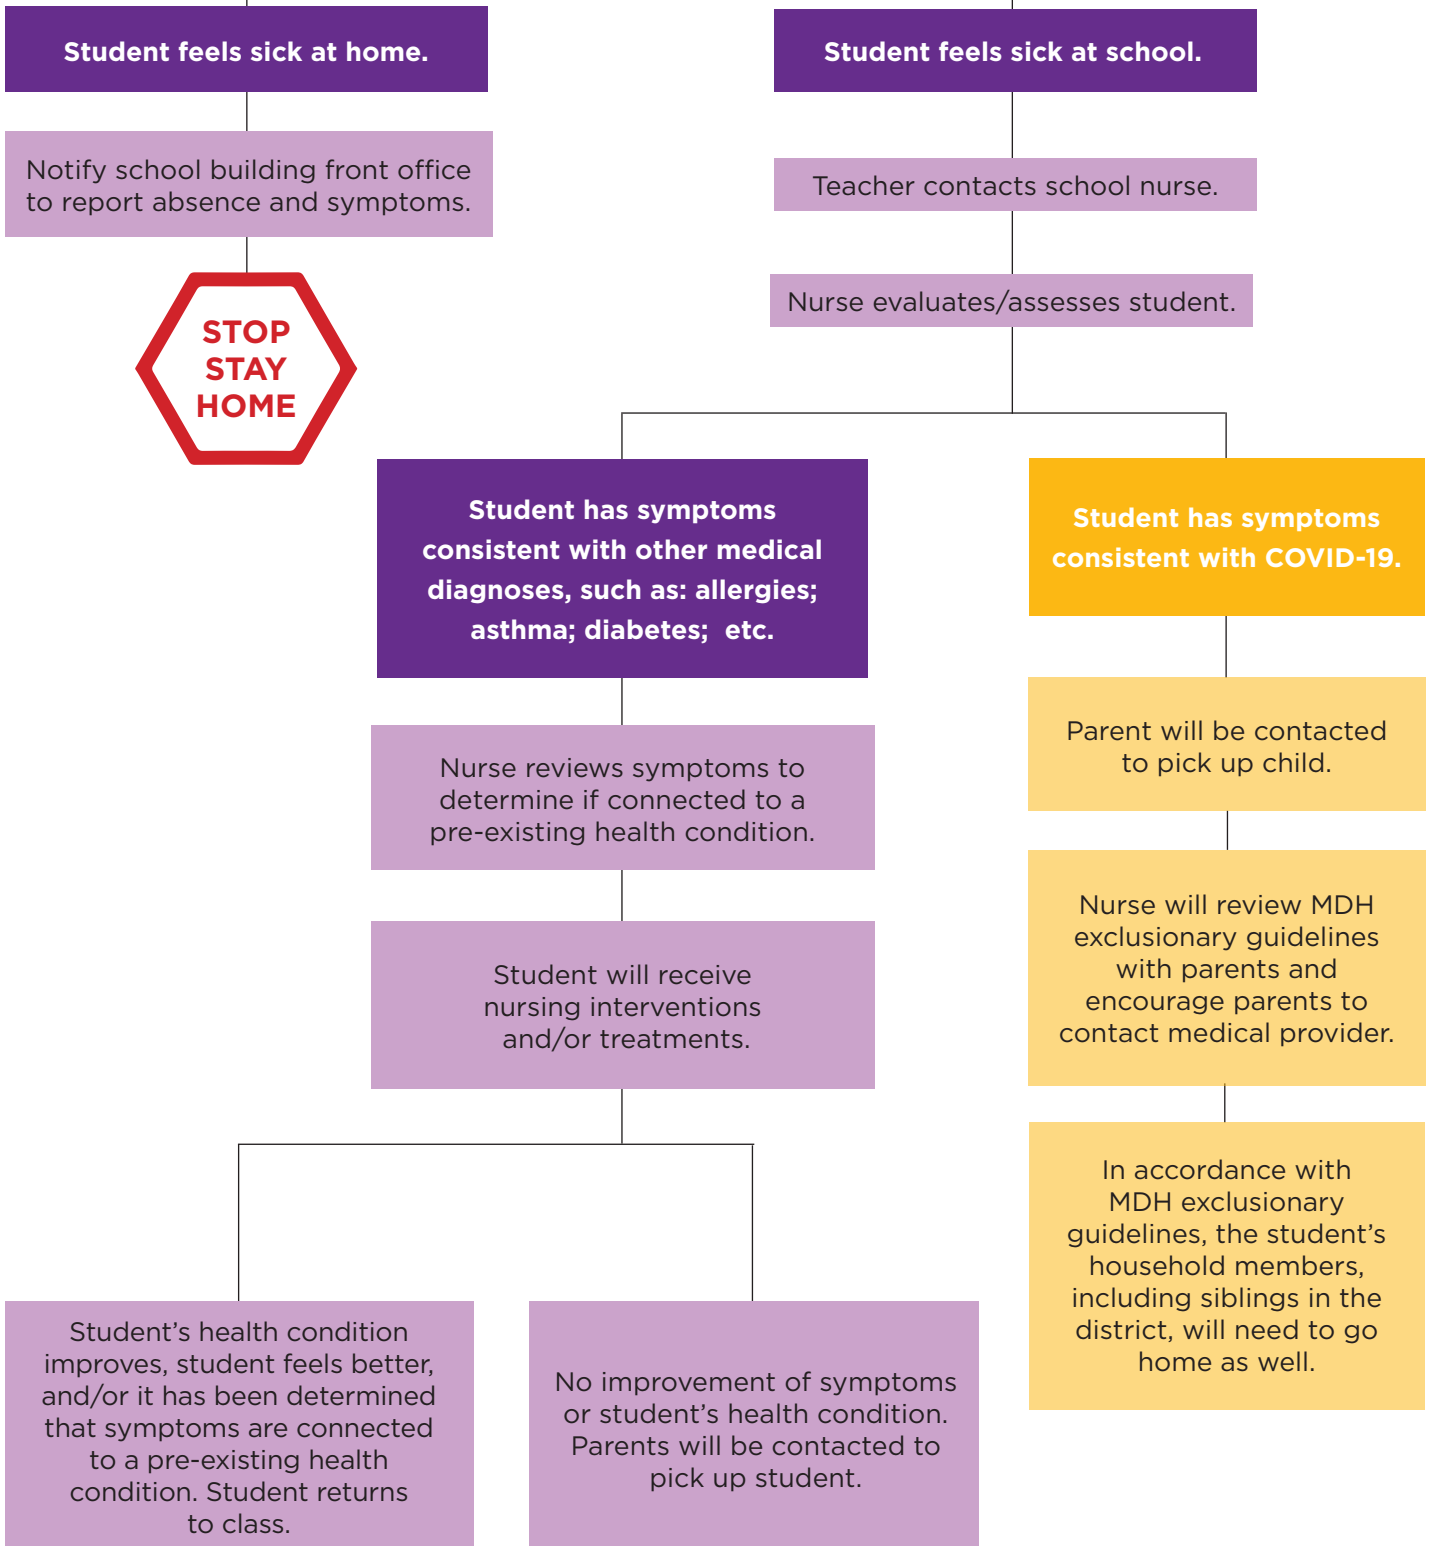 Student feels sick at home.
Notify school building front office
to report absence and symptoms.
STOP
STAY
HOME
Student feels sick at school.
Teacher contacts school nurse.
Nurse evaluates/assesses student.
Student has symptoms
consistent with other medical
diagnoses, such as: allergies;
asthma; diabetes;  etc.
Nurse reviews symptoms to
determine if connected to a
pre-existing health condition.
Student will receive
nursing interventions
and/or treatments.
Student’s health condition
improves, student feels better,
and/or it has been determined
that symptoms are connected
to a pre-existing health
condition. Student returns
to class.
No improvement of symptoms
or student’s health condition.
Parents will be contacted to
pick up student.
Student has symptoms
consistent with COVID-19.
Parent will be contacted
to pick up child.
Nurse will review MDH
exclusionary guidelines
with parents and
encourage parents to
contact medical provider.
In accordance with
MDH exclusionary
guidelines, the student’s
household members,
including siblings in the
district, will need to go
home as well.